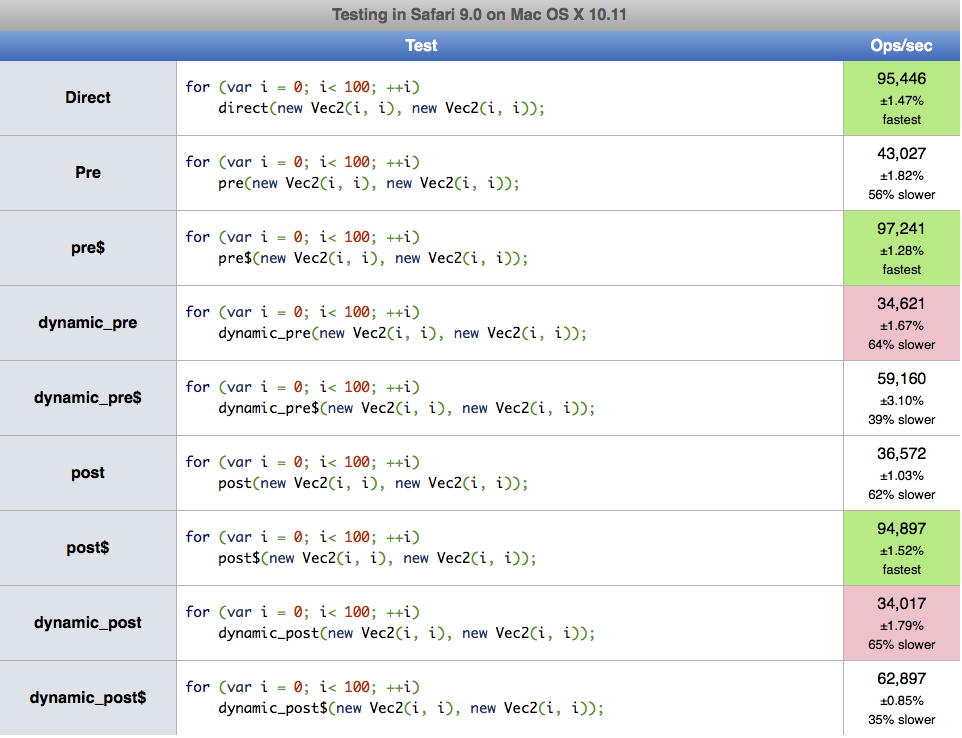 Testing in Safari 9.0 on Mac OS X 10.11
Test Ops/sec
Direct
for (var i = 0; i< 100; ++i)
direct(new Vec2(i, i), new Vec2(i, i));
95,446
±1.47%
fastest
Pre
for (var i = 0; i< 100; ++i)
pre(new Vec2(i, i), new Vec2(i, i));
43,027
±1.82%
56% slower
pre$
for (var i = 0; i< 100; ++i)
pre$(new Vec2(i, i), new Vec2(i, i));
97,241
±1.28%
fastest
dynamic_pre
for (var i = 0; i< 100; ++i)
dynamic_pre(new Vec2(i, i), new Vec2(i, i));
34,621
±1.67%
64% slower
dynamic_pre$
for (var i = 0; i< 100; ++i)
dynamic_pre$(new Vec2(i, i), new Vec2(i, i));
59,160
±3.10%
39% slower
post
for (var i = 0; i< 100; ++i)
post(new Vec2(i, i), new Vec2(i, i));
36,572
±1.03%
62% slower
post$
for (var i = 0; i< 100; ++i)
post$(new Vec2(i, i), new Vec2(i, i));
94,897
±1.52%
fastest
dynamic_post
for (var i = 0; i< 100; ++i)
dynamic_post(new Vec2(i, i), new Vec2(i, i));
34,017
±1.79%
65% slower
dynamic_post$
for (var i = 0; i< 100; ++i)
dynamic_post$(new Vec2(i, i), new Vec2(i, i));
62,897
±0.85%
35% slower